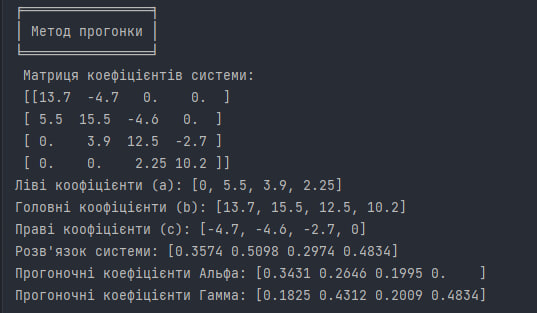 Метод прогонки
Матриця коефіцієнтів системи:
[[13.7  -4.7   0.    0.  ]
[ 5.5  15.5  -4.6   0.  ]
[ 0.    3.9  12.5  -2.7 ]
[ 0.    0.    2.25 10.2 ]]
Ліві коофіцієнти (a): [0, 5.5, 3.9, 2.25]
Головні коофіцієнти (b): [13.7, 15.5, 12.5, 10.2]
Праві коофіцієнти (c): [-4.7, -4.6, -2.7, 0]
Розв'язок системи: [0.3574 0.5098 0.2974 0.4834]
Прогоночні коефіцієнти Альфа: [0.3431 0.2646 0.1995 0.    ]
Прогоночні коефіцієнти Гамма: [0.1825 0.4312 0.2009 0.4834]